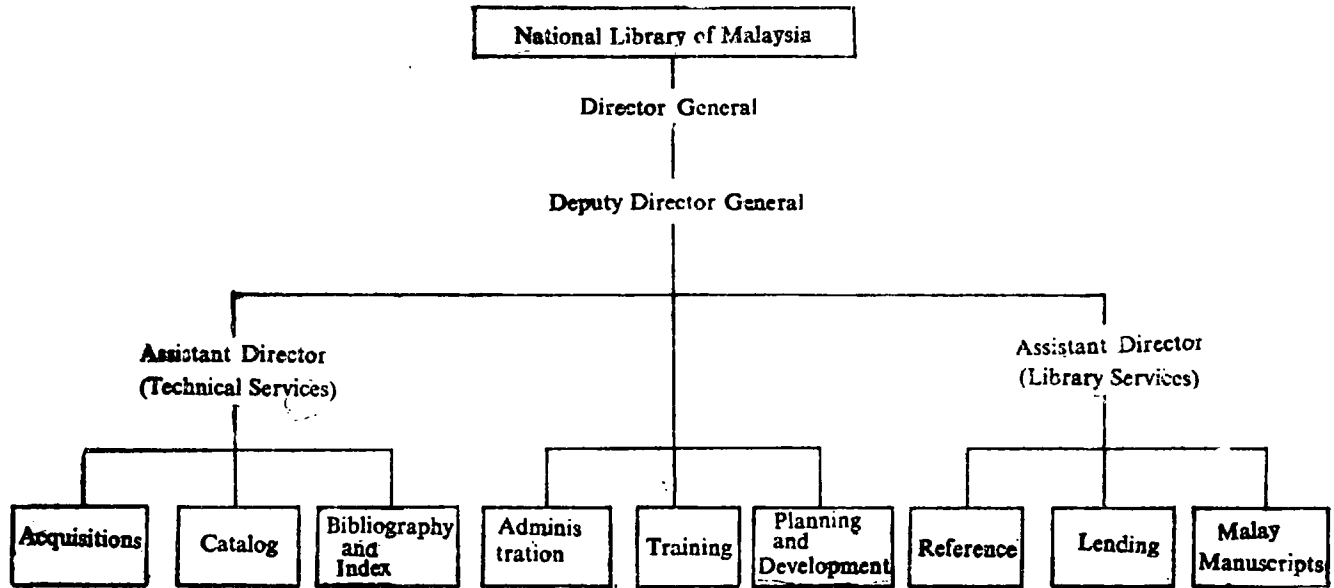 National Library of Malaysia
Director General
Deputy Director General
Assistant Director
(Technical Services)
Assistant Director
(Library Services)
Acquisitions
Catalog
Bibliography
and
Index
Adminis
tration
Training
Planning
and
Development
Reference
Lending
Malay
Manuscripts